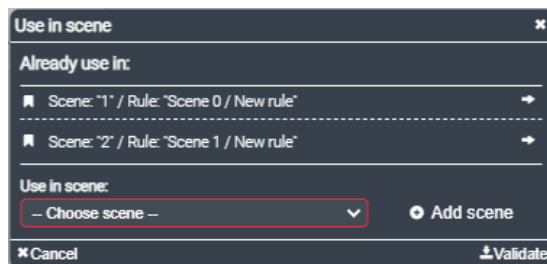 Use in scene
Already use in:
Scene: "1" / Rule: "Scene 0 / New rule"
Scene: "2" / Rule: "Scene 1 / New rule"
Use in scene:
-- Choose scene --
Add scene
Cancel
Validate